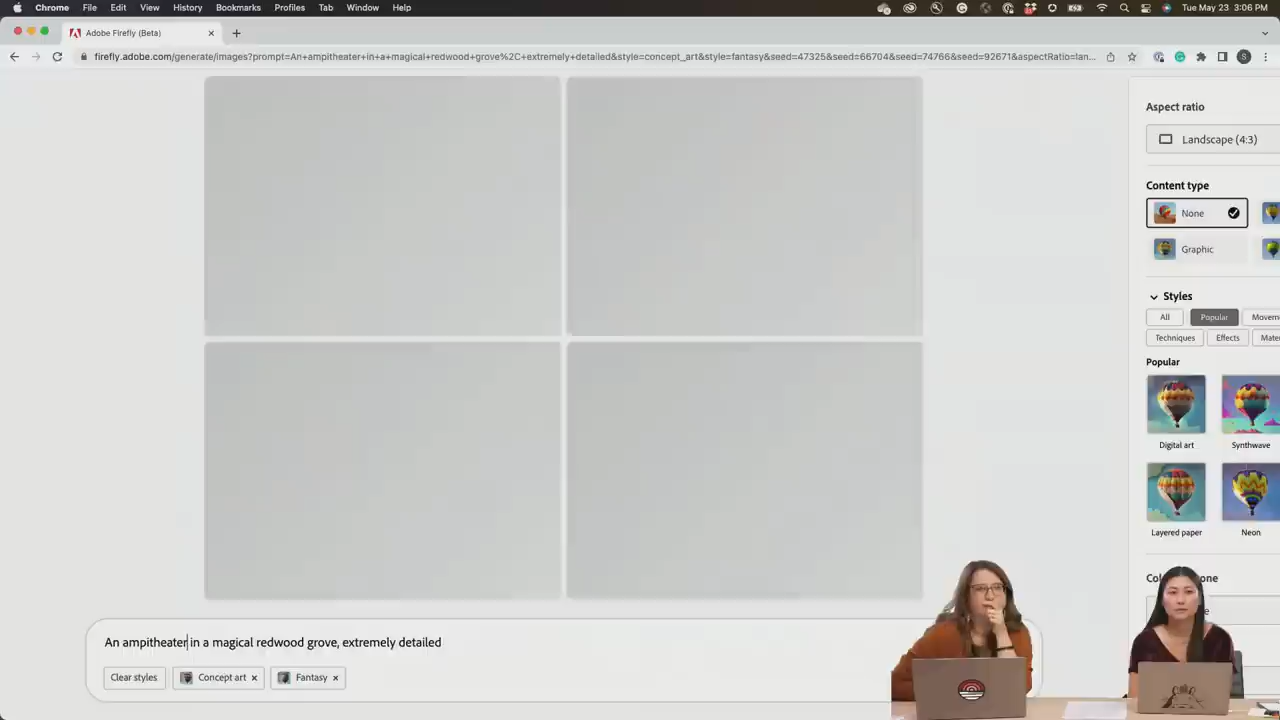 Chrome File Edit View History Bookmarks Profiles Tab Window Help Tue May 23 3:06 PM
Adobe Firefly (Beta)
firefly.adobe.com/generate/images?prompt=An+ampitheater+in+a+magical+redwood+grove%2C+extremely+detailed&style=concept_art&style=fantasy&seed=47325&seed=66704&seed=74766&seed=92671&aspectRatio=lan...
S
Aspect ratio
Landscape (4:3)
Content type
None
Graphic
Styles
All Popular Movem
Techniques Effects Mate
Popular
Digital art Synthwave
Layered paper Neon
An ampitheater in a magical redwood grove, extremely detailed
Clear styles Concept art Fantasy